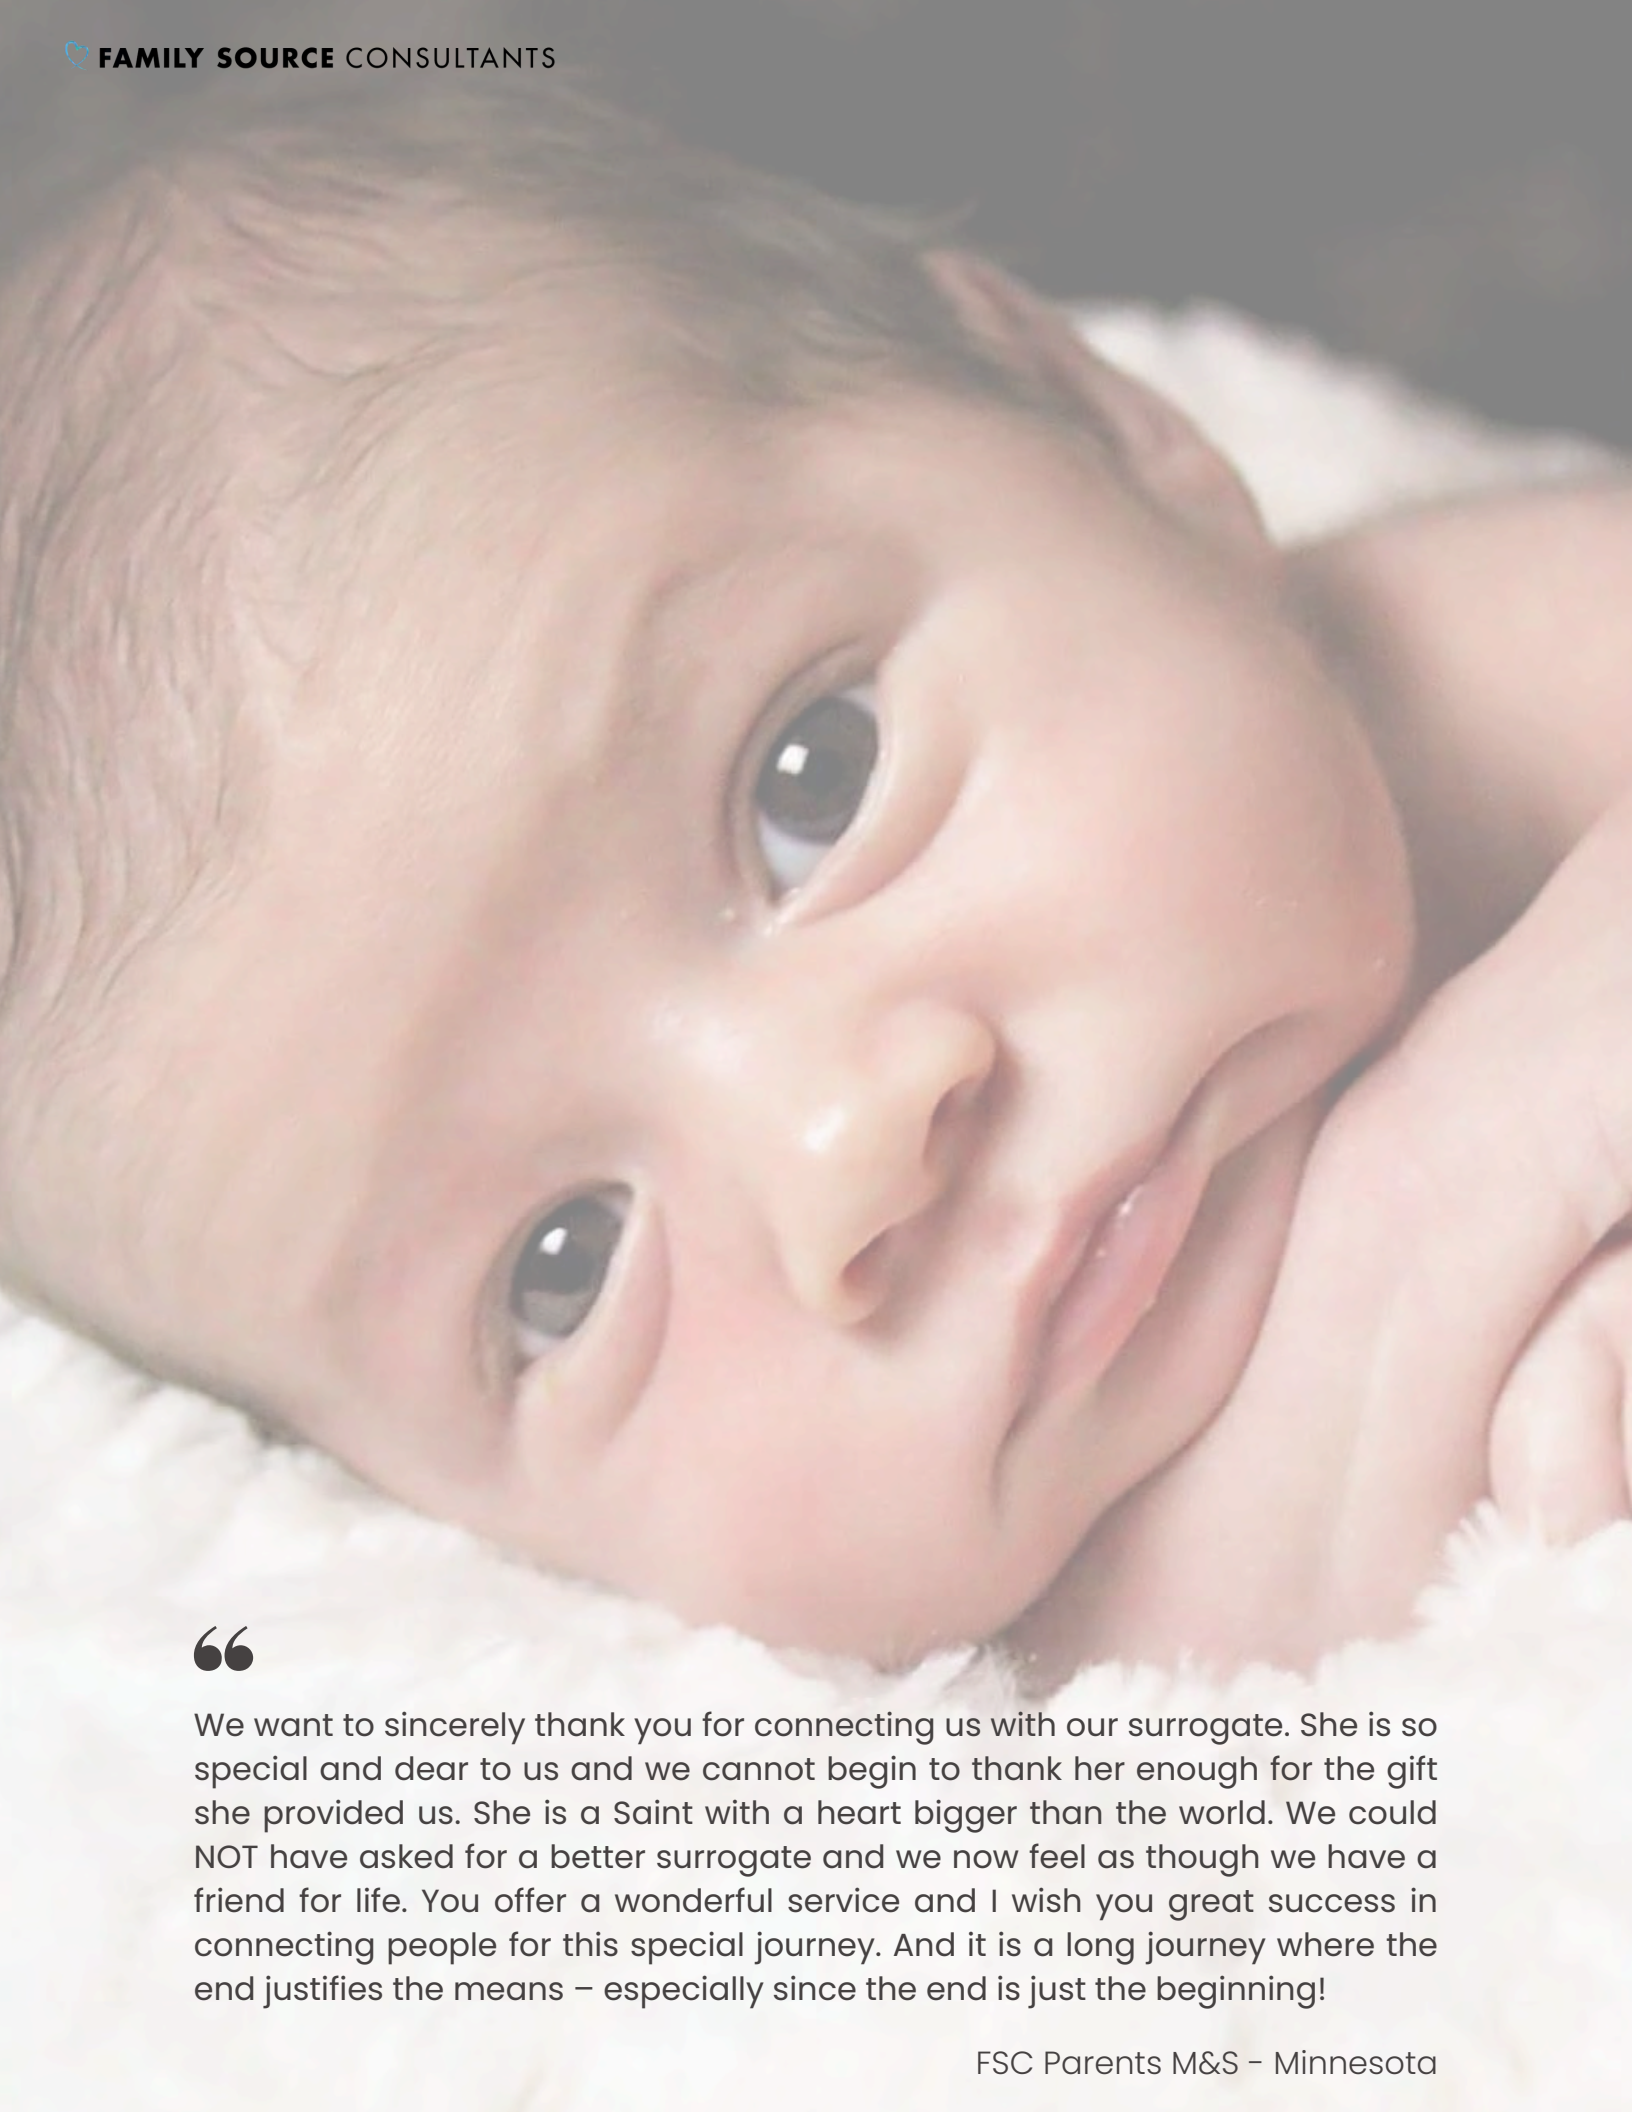 FAMILY SOURCE CONSULTANTS
“
We want to sincerely thank you for connecting us with our surrogate. She is so
special and dear to us and we cannot begin to thank her enough for the gift
she provided us. She is a Saint with a heart bigger than the world. We could
NOT have asked for a better surrogate and we now feel as though we have a
friend for life. You offer a wonderful service and I wish you great success in
connecting people for this special journey. And it is a long journey where the
end justifies the means – especially since the end is just the beginning!
FSC Parents M&S - Minnesota